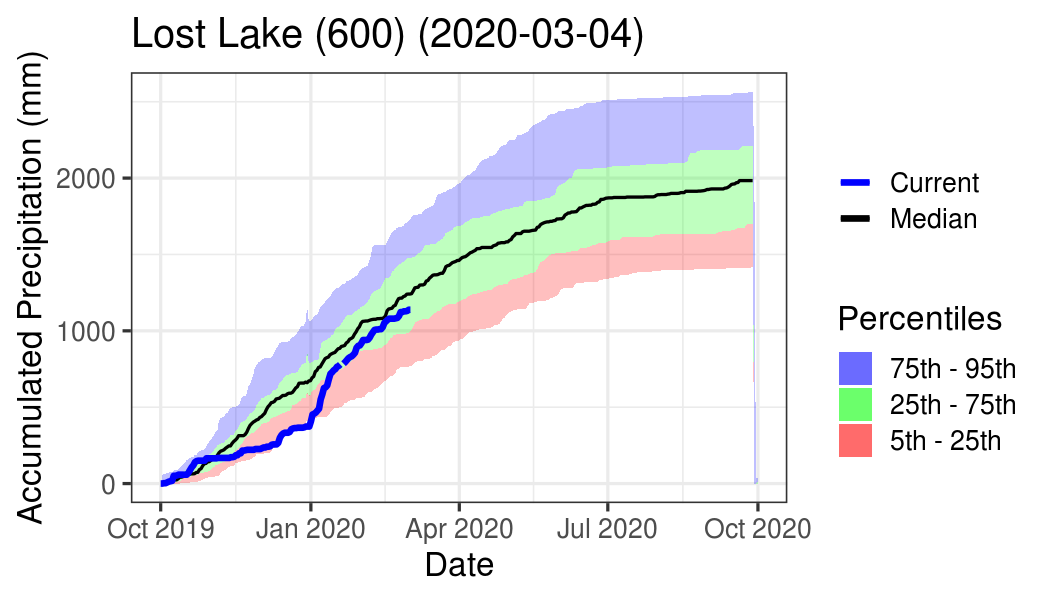 Lost Lake (600) (2020-03-04)
Accumulated Precipitation (mm)
2000
1000
0
Oct 2019 Jan 2020 Apr 2020 Jul 2020 Oct 2020
Date
Current
Median
Percentiles
75th - 95th
25th - 75th
5th - 25th